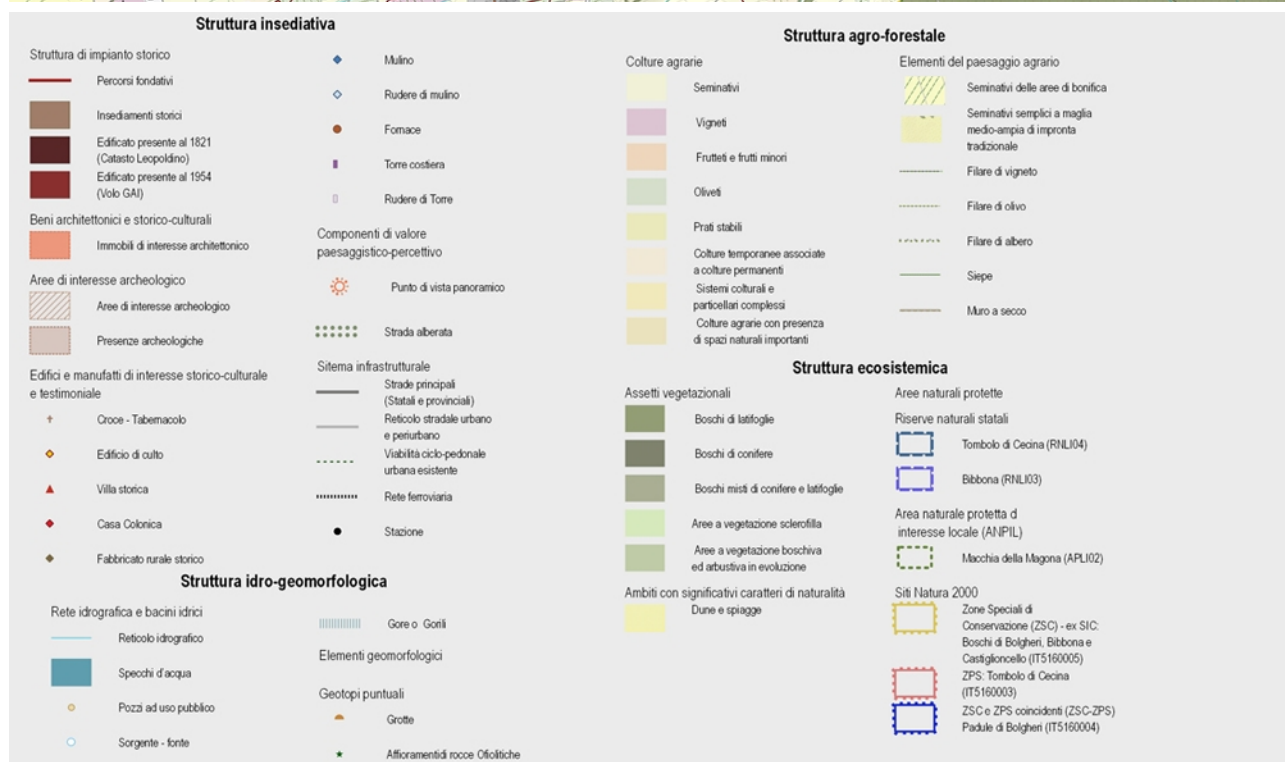 Struttura insediativa
Struttura di impianto storico
Percorsi fondativi
Insediamenti storici
Edificato presente al 1821
(Catasto Leopoldino)
Edificato presente al 1954
(Volo GAI)
Beni architettonici e storico-culturali
Immobili di interesse architettonico
Aree di interesse archeologico
Aree di interesse archeologico
Presenze archeologiche
Edifici e manufatti di interesse storico-culturale
e testimoniale
Croce - Tabernacolo
Edificio di culto
Villa storica
Casa Colonica
Fabbricato rurale storico
Mulino
Rudere di mulino
Fornace
Torre costiera
Rudere di Torre
Componenti di valore
paesaggistico-percettivo
Punto di vista panoramico
Strada alberata
Sitema infrastrutturale
Strade principali
(Statali e provinciali)
Reticolo stradale urbano
e periurbano
Viabilità ciclo-pedonale
urbana esistente
Rete ferroviaria
Stazione
Struttura idro-geomorfologica
Rete idrografica e bacini idrici
Reticolo idrografico
Specchi d'acqua
Pozzi ad uso pubblico
Sorgente - fonte
Gore o Gorili
Elementi geomorfologici
Geotopi puntuali
Grotte
Affioramentidi rocce Ofiolitiche
Struttura agro-forestale
Colture agrarie
Seminativi
Vigneti
Frutteti e frutti minori
Oliveti
Prati stabili
Colture temporanee associate
a colture permanenti
Sistemi colturali e
particellari complessi
Colture agrarie con presenza
di spazi naturali importanti
Elementi del paesaggio agrario
Seminativi delle aree di bonifica
Seminativi semplici a maglia
medio-ampia di impronta
tradizionale
Filare di vigneto
Filare di olivo
Filare di albero
Siepe
Muro a secco
Struttura ecosistemica
Assetti vegetazionali
Boschi di latifoglie
Boschi di conifere
Boschi misti di conifere e latifoglie
Aree a vegetazione sclerofilla
Aree a vegetazione boschiva
ed arbustiva in evoluzione
Ambiti con significativi caratteri di naturalità
Dune e spiagge
Aree naturali protette
Riserve naturali statali
Tombolo di Cecina (RNLI04)
Bibbona (RNLI03)
Area naturale protetta d
interesse locale (ANPIL)
Macchia della Magona (APLI02)
Siti Natura 2000
Zone Speciali di
Conservazione (ZSC) - ex SIC:
Boschi di Bolgheri, Bibbona e
Castiglioncello (IT5160005)
ZPS: Tombolo di Cecina
(IT5160003)
ZSC e ZPS coincidenti (ZSC-ZPS)
Padule di Bolgheri (IT5160004)